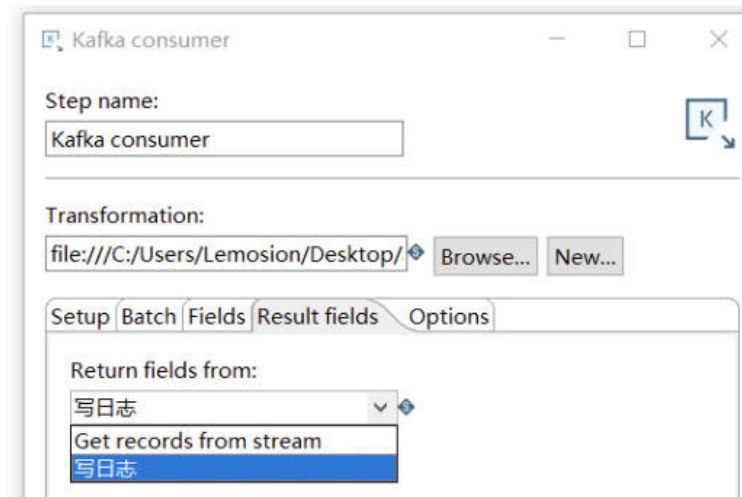 Kafka consumer
Step name:
K
Kafka consumer
Transformation:
file:///C:/Users/Lemosion/Desktop/ Browse... New...
Setup Batch Fields Result fields Options
Return fields from:
写日志
Get records from stream
写日志